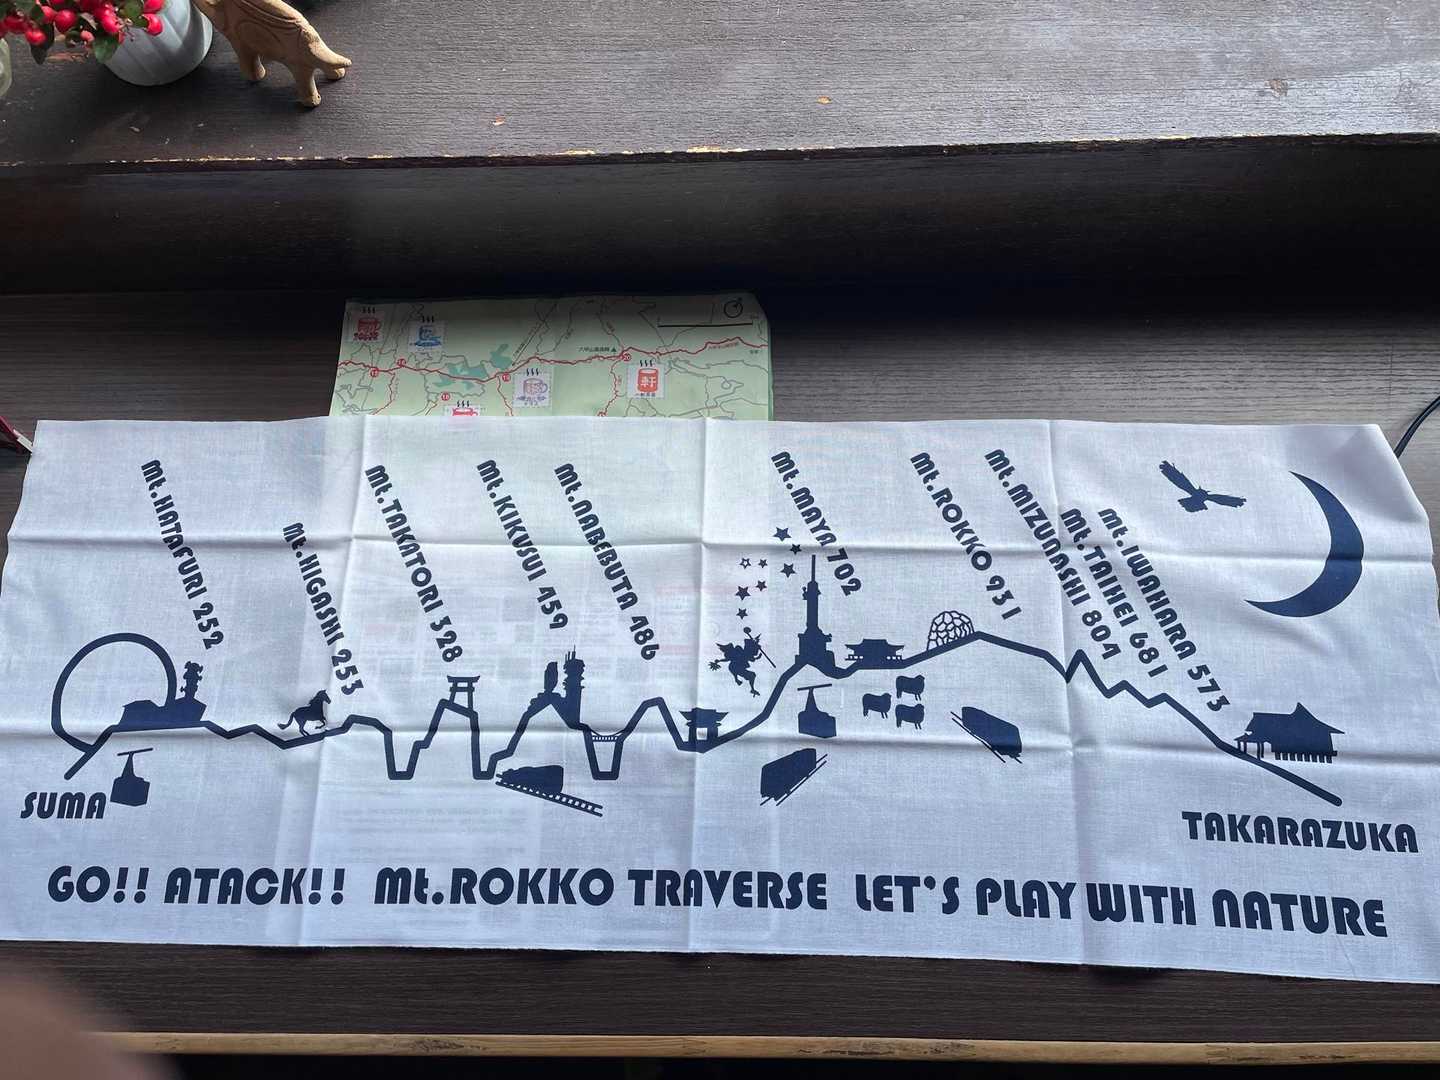 Mt.HATAFURI 252
Mt.HIGASHI 253
Mt.TAKATORI 328
Mt.KIKUSUI 459
Mt.NABEBUTA 486
Mt.MAYA 702
Mt.ROKKO 931
Mt.MIZUNASHI 804
Mt.TAIHEI 681
Mt.IWAHARA 573
SUMA
TAKARAZUKA
GO!! ATACK!! Mt.ROKKO TRAVERSE LET'S PLAY WITH NATURE